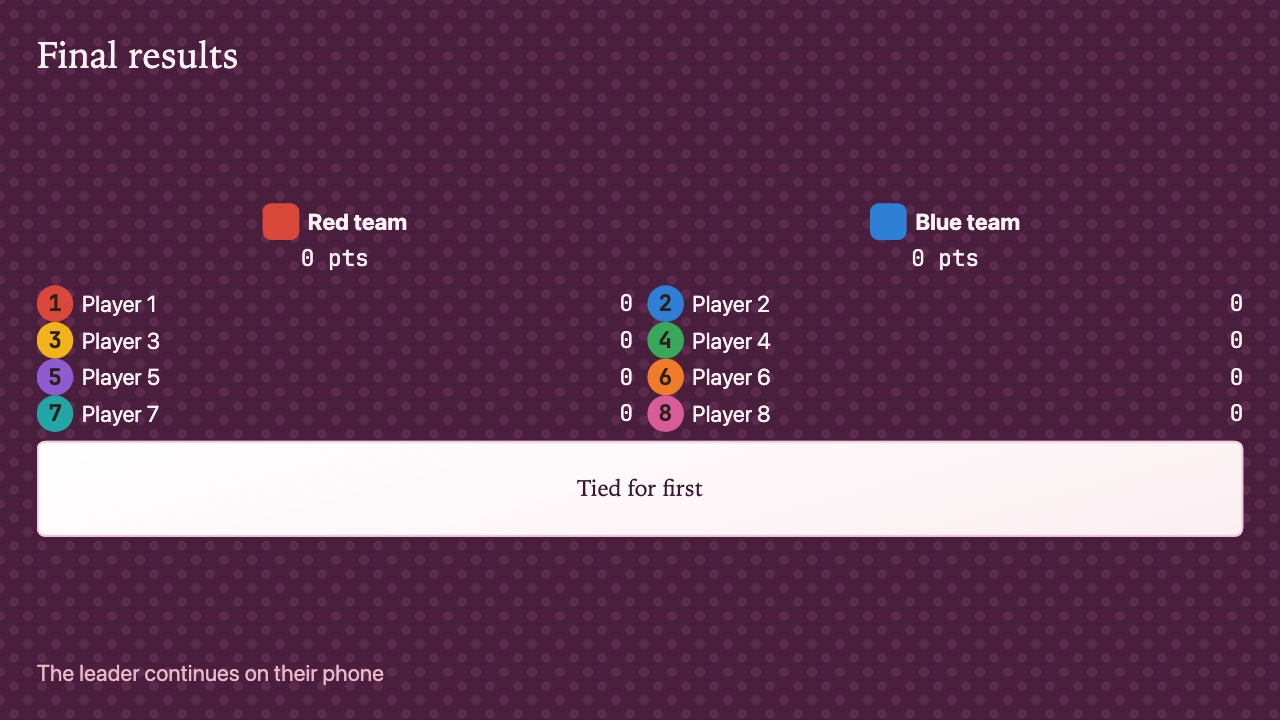 Final results
Red team
0 pts
Blue team
0 pts
1 Player 1 0
2 Player 2 0
3 Player 3 0
4 Player 4 0
5 Player 5 0
6 Player 6 0
7 Player 7 0
8 Player 8 0
Tied for first
The leader continues on their phone